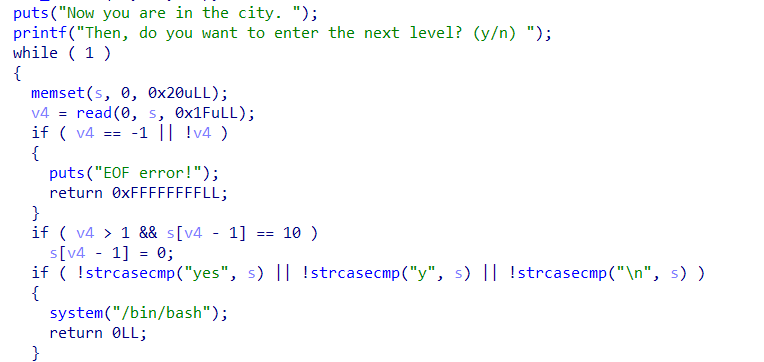 puts("Now you are in the city. ");
printf("Then, do you want to enter the next level? (y/n) ");
while ( 1 )
{
  memset(s, 0, 0x20uLL);
  v4 = read(0, s, 0x1FuLL);
  if ( v4 == -1 || !v4 )
  {
    puts("EOF error!");
    return 0xFFFFFFFFLL;
  }
  if ( v4 > 1 && s[v4 - 1] == 10 )
    s[v4 - 1] = 0;
  if ( !strcasecmp("yes", s) || !strcasecmp("y", s) || !strcasecmp("\n", s) )
  {
    system("/bin/bash");
    return 0LL;
  }